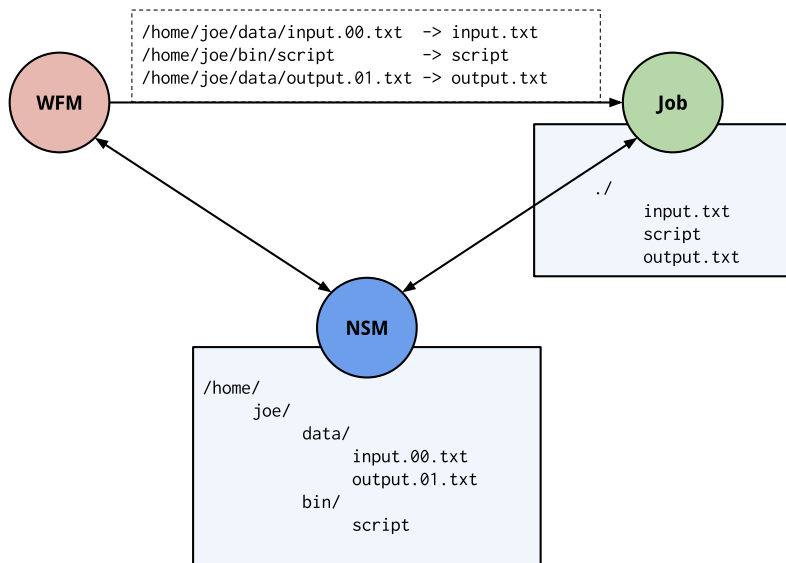 /home/joe/data/input.00.txt  -> input.txt
/home/joe/bin/script         -> script
/home/joe/data/output.01.txt -> output.txt
WFM
Job
./
input.txt
script
output.txt
NSM
/home/
joe/
data/
input.00.txt
output.01.txt
bin/
script